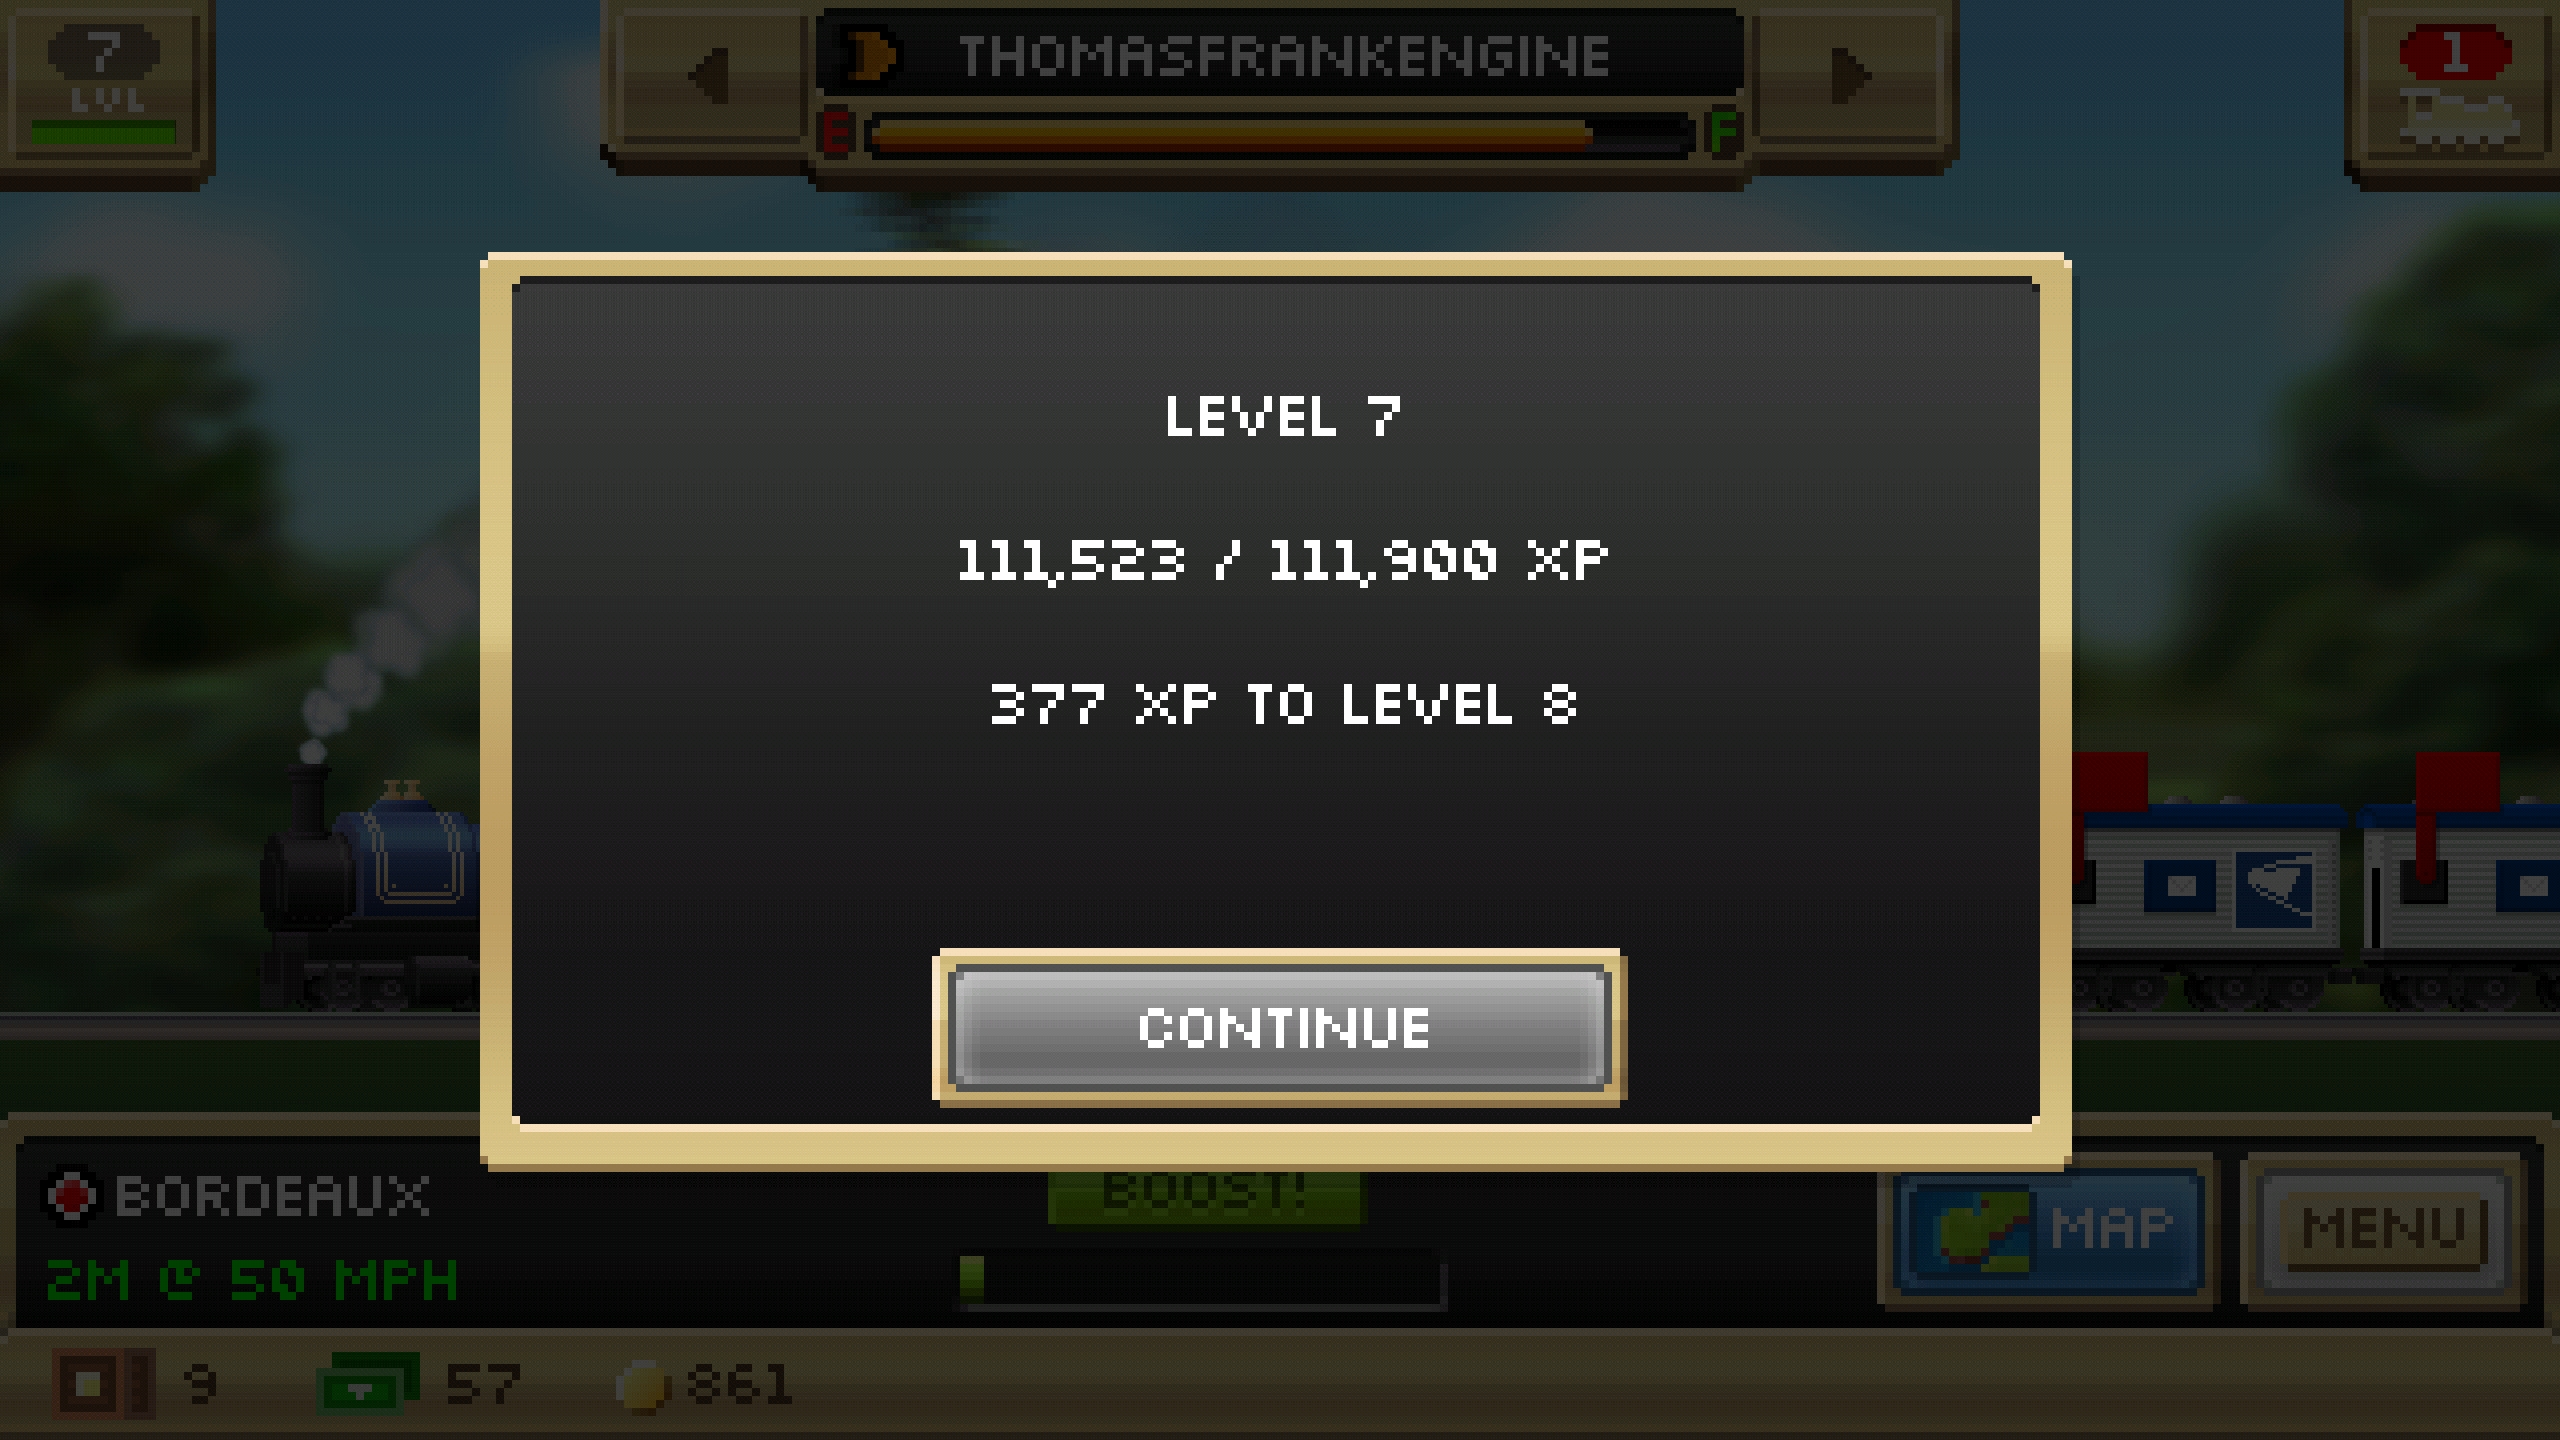 7
LVL
THOMASFRANKENGINE
E F
1
LEVEL 7
111,523 / 111,900 XP
377 XP TO LEVEL 8
CONTINUE
BORDEAUX
2M @ 50 MPH
BOOST!
MAP
MENU
9 57 861